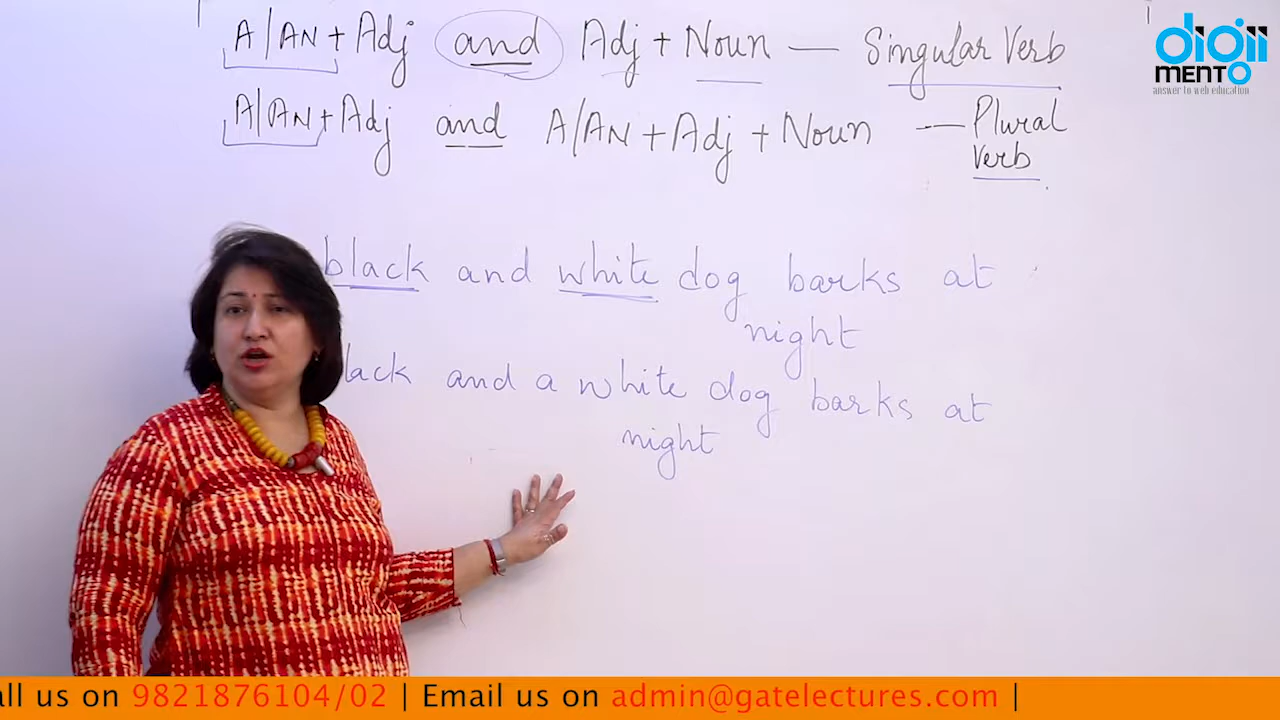 A/AN + Adj and Adj + Noun — Singular Verb
A/AN + Adj and A/AN + Adj + Noun — Plural
Verb
black and white dog barks at
night
lack and a white dog barks at
night
digii
MENTO
answer to web education
all us on 9821876104/02 | Email us on admin@gatelectures.com |